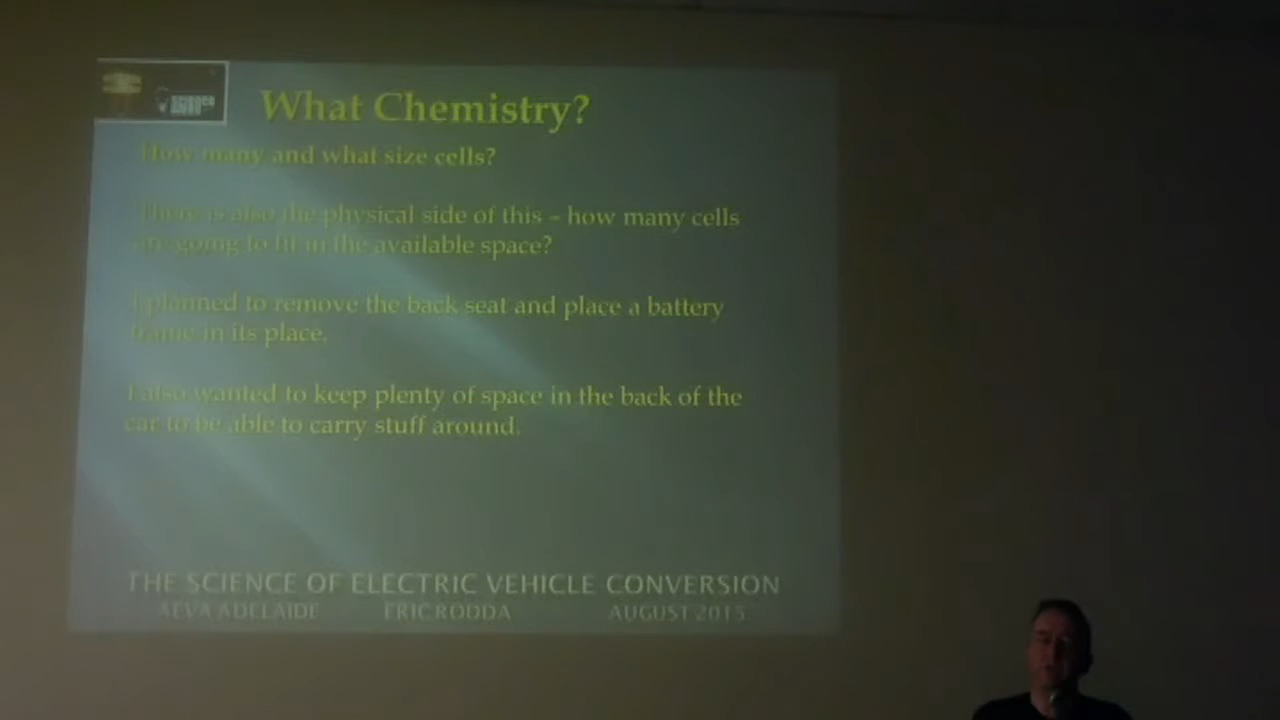 What Chemistry?
How many and what size cells?
There is also the physical side of this – how many cells
are going to fit in the available space?
I planned to remove the back seat and place a battery
frame in its place.
I also wanted to keep plenty of space in the back of the
car to be able to carry stuff around.
THE SCIENCE OF ELECTRIC VEHICLE CONVERSION
AEVA ADELAIDE ERIC RODDA AUGUST 2015